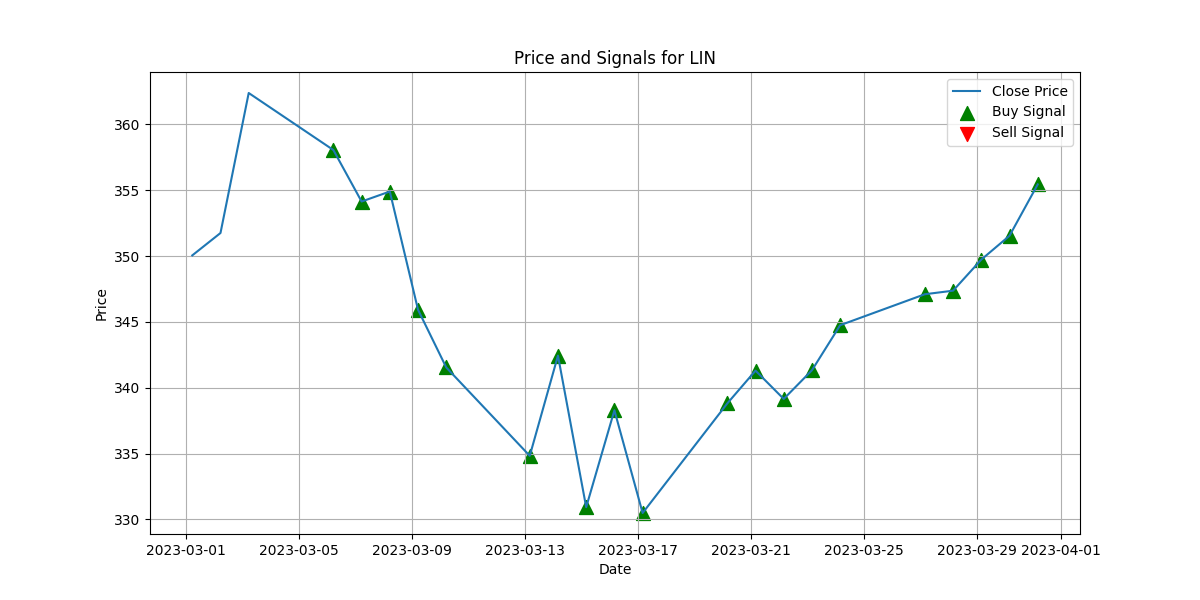 Price and Signals for LIN
Close Price
Buy Signal
Sell Signal
Price
360
355
350
345
340
335
330
2023-03-01 2023-03-05 2023-03-09 2023-03-13 2023-03-17 2023-03-21 2023-03-25 2023-03-29 2023-04-01
Date